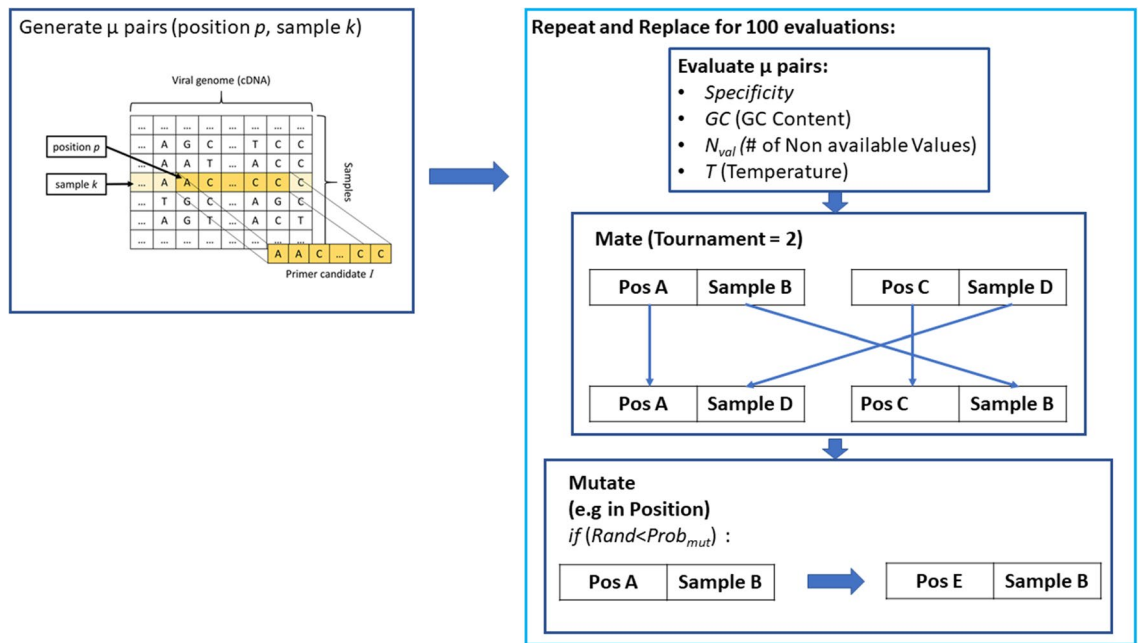 Generate μ pairs (position p, sample k)
Viral genome (cDNA)
... ... ... ... ... ... ...
... A G C ... T C C
position p
... A A T ... A C C
sample k
... A A C ... C C C
... T G C ... A G C
... A G T ... A C T
... ... ... ... ... ...
Samples
A A C ... C C
Primer candidate I
Repeat and Replace for 100 evaluations:
Evaluate μ pairs:
• Specificity
• GC (GC Content)
• Nval (# of Non available Values)
• T (Temperature)
Mate (Tournament = 2)
Pos A Sample B Pos C Sample D
Pos A Sample D Pos C Sample B
Mutate
(e.g in Position)
if (Rand<Probmut) :
Pos A Sample B Pos E Sample B